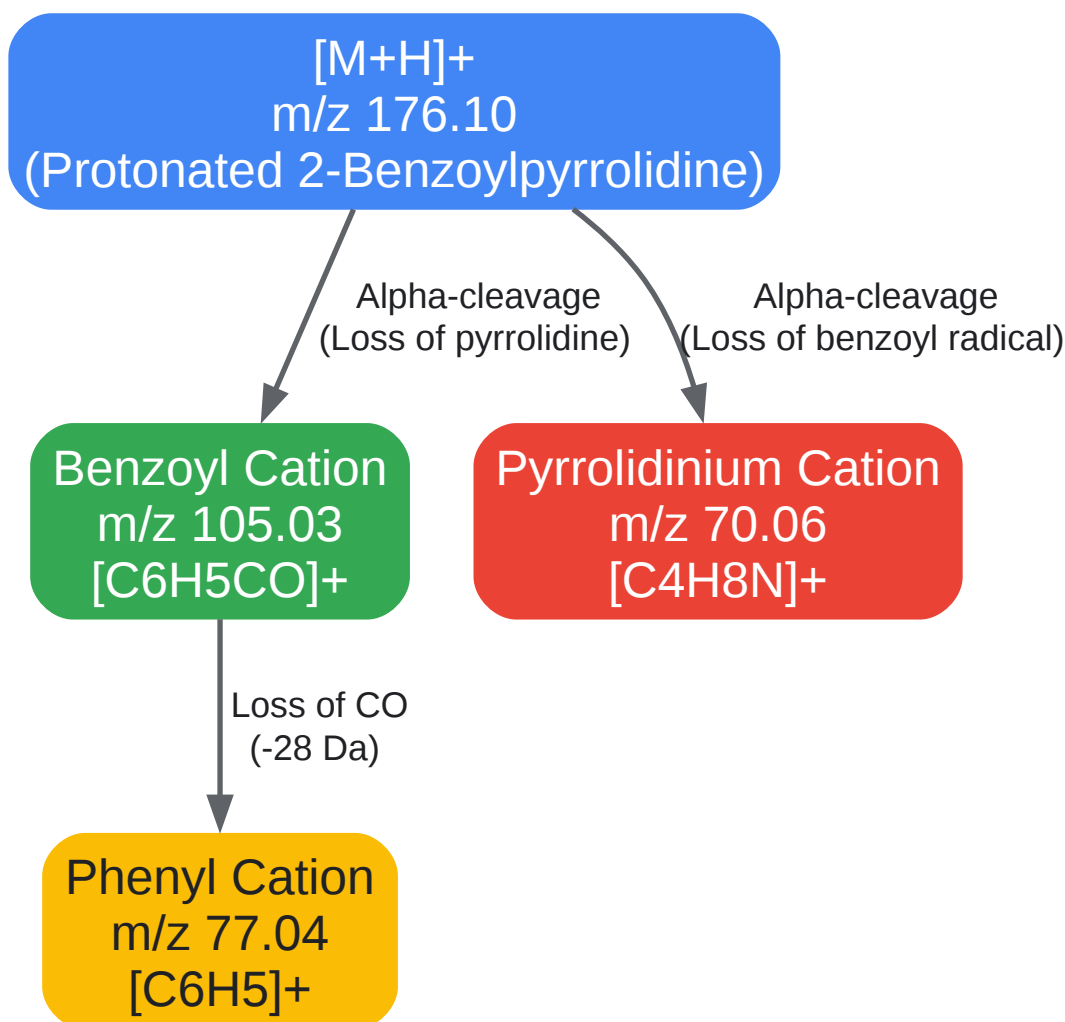 [M+H]+
m/z 176.10
(Protonated 2-Benzoylpyrrolidine)
Alpha-cleavage
(Loss of pyrrolidine)
Alpha-cleavage
(Loss of benzoyl radical)
Benzoyl Cation
m/z 105.03
[C6H5CO]+
Pyrrolidinium Cation
m/z 70.06
[C4H8N]+
Loss of CO
(-28 Da)
Phenyl Cation
m/z 77.04
[C6H5]+